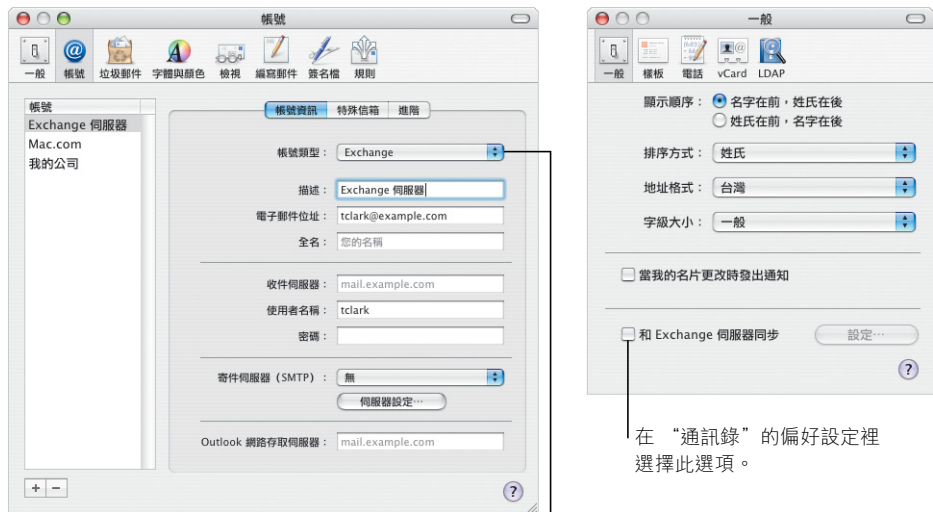 帳號
一般 帳號 垃圾郵件 字體與顏色 檢視 編寫郵件 簽名檔 規則
帳號
Exchange 伺服器
Mac.com
我的公司
帳號資訊 特殊信箱 進階
帳號類型： Exchange
描述： Exchange 伺服器
電子郵件位址： tclark@example.com
全名： 您的名稱
收件伺服器： mail.example.com
使用者名稱： tclark
密碼：
寄件伺服器（SMTP）： 無
伺服器設定…
Outlook 網路存取伺服器： mail.example.com
+ −
?
一般
一般 樣板 電話 vCard LDAP
顯示順序： 名字在前，姓氏在後
姓氏在前，名字在後
排序方式： 姓氏
地址格式： 台灣
字級大小： 一般
當我的名片更改時發出通知
和 Exchange 伺服器同步 設定…
?
在 “通訊錄” 的偏好設定裡
選擇此選項。